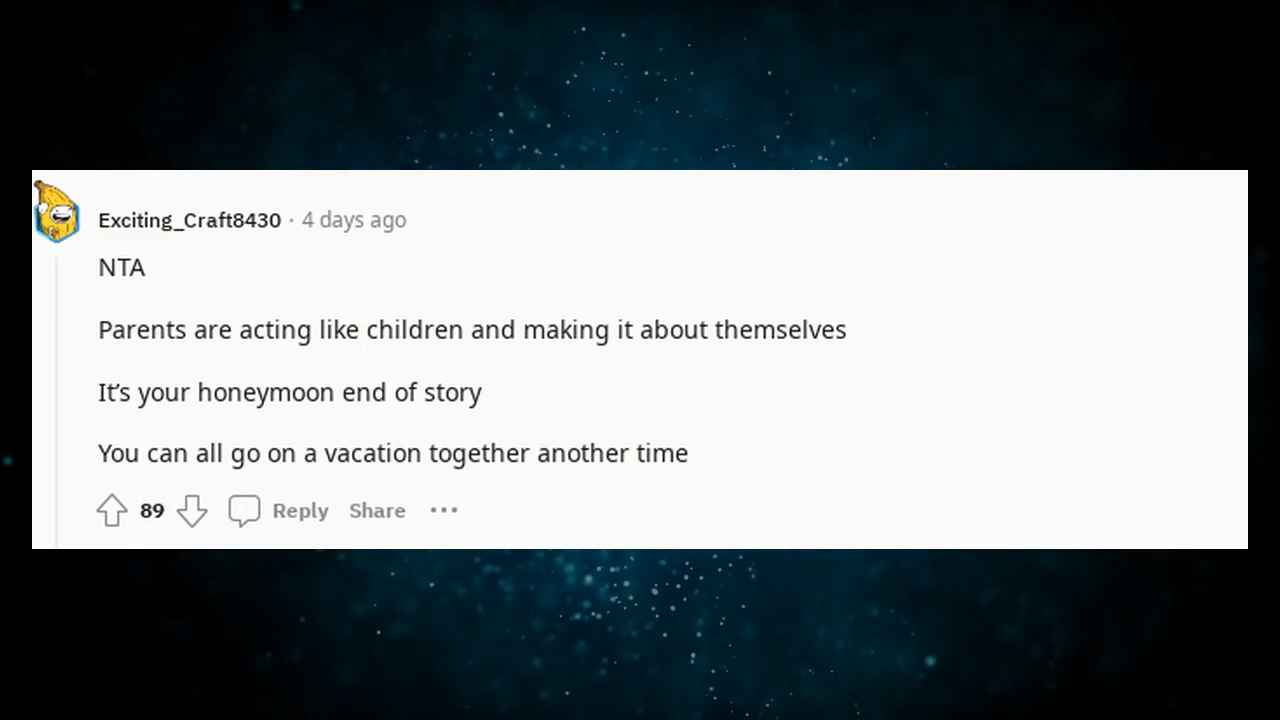 Exciting_Craft8430 · 4 days ago
NTA
Parents are acting like children and making it about themselves
It’s your honeymoon end of story
You can all go on a vacation together another time
89 Reply Share ···